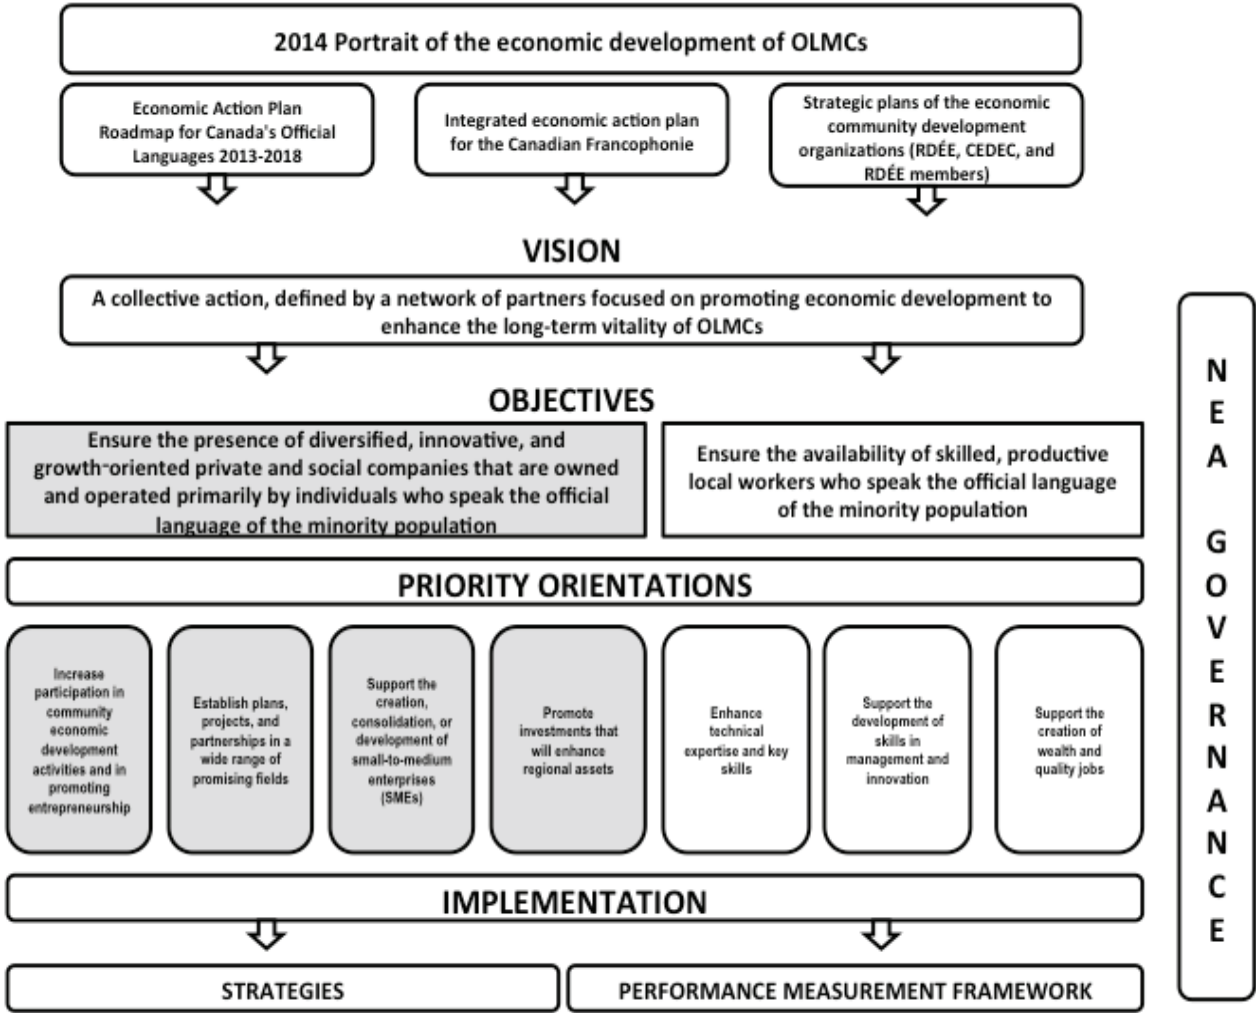 2014 Portrait of the economic development of OLMCs
Economic Action Plan
Roadmap for Canada's Official
Languages 2013-2018
Integrated economic action plan
for the Canadian Francophonie
Strategic plans of the economic
community development
organizations (RDÉE, CEDEC, and
RDÉE members)
VISION
A collective action, defined by a network of partners focused on promoting economic development to
enhance the long-term vitality of OLMCs
OBJECTIVES
Ensure the presence of diversified, innovative, and
growth-oriented private and social companies that are owned
and operated primarily by individuals who speak the official
language of the minority population
Ensure the availability of skilled, productive
local workers who speak the official language
of the minority population
PRIORITY ORIENTATIONS
Increase
participation in
community
economic
development
activities and in
promoting
entrepreneurship
Establish plans,
projects, and
partnerships in a
wide range of
promising fields
Support the
creation,
consolidation, or
development of
small-to-medium
enterprises
(SMEs)
Promote
investments that
will enhance
regional assets
Enhance
technical
expertise and key
skills
Support the
development of
skills in
management and
innovation
Support the
creation of
wealth and
quality jobs
IMPLEMENTATION
STRATEGIES
PERFORMANCE MEASUREMENT FRAMEWORK
NEA GOVERNANCE